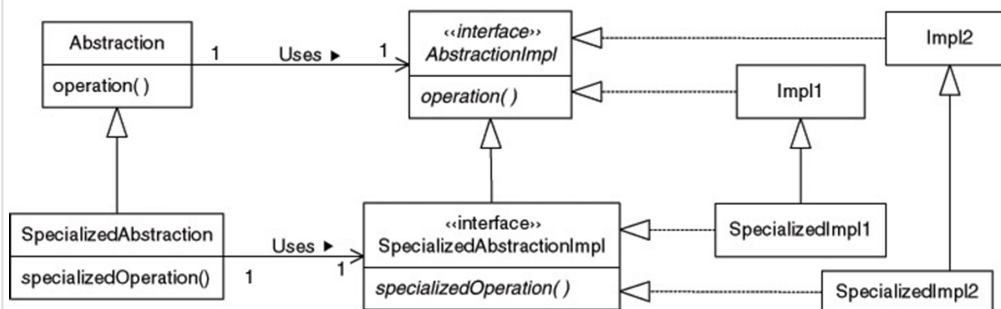 Abstraction
operation( )
1
Uses ▶
1
‹‹interface››
AbstractionImpl
operation( )
Impl2
Impl1
SpecializedAbstraction
specializedOperation()
1
Uses ▶
1
‹‹interface››
SpecializedAbstractionImpl
specializedOperation( )
SpecializedImpl1
SpecializedImpl2